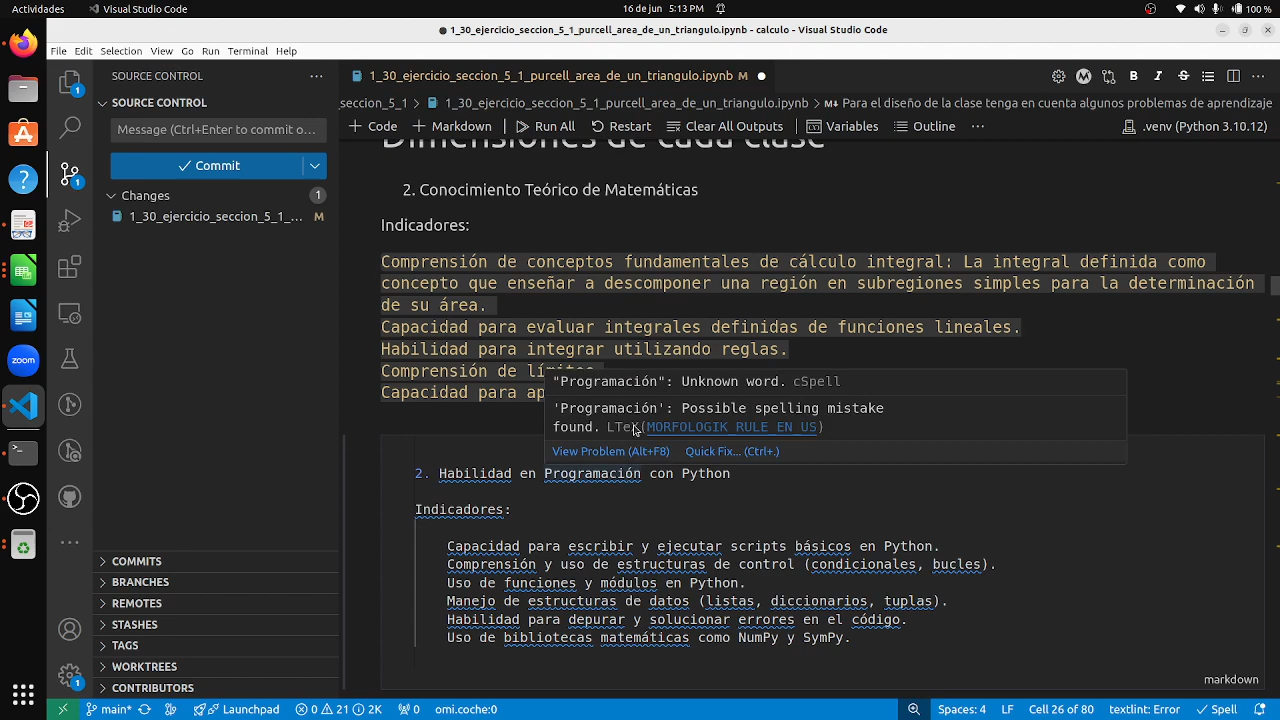 Actividades
Visual Studio Code
16 de jun 5:13 PM
100 %
1_30_ejercicio_seccion_5_1_purcell_area_de_un_triangulo.ipynb - calculo - Visual Studio Code
File Edit Selection View Go Run Terminal Help
SOURCE CONTROL
1_30_ejercicio_seccion_5_1_purcell_area_de_un_triangulo.ipynb M
SOURCE CONTROL
_seccion_5_1 > 1_30_ejercicio_seccion_5_1_purcell_area_de_un_triangulo.ipynb > Para el diseño de la clase tenga en cuenta algunos problemas de aprendizaje
Message (Ctrl+Enter to commit o...
Code Markdown Run All Restart Clear All Outputs Variables Outline ... .venv (Python 3.10.12)
Commit
Changes 1
1_30_ejercicio_seccion_5_1_... M
COMMITS
BRANCHES
REMOTES
STASHES
TAGS
WORKTREES
CONTRIBUTORS
Dimensiones de cada clase
2. Conocimiento Teórico de Matemáticas
Indicadores:
Comprensión de conceptos fundamentales de cálculo integral: La integral definida como
concepto que enseñar a descomponer una región en subregiones simples para la determinación
de su área.
Capacidad para evaluar integrales definidas de funciones lineales.
Habilidad para integrar utilizando reglas.
Comprensión de límites.
Capacidad para ap
"Programación": Unknown word. cSpell
'Programación': Possible spelling mistake
found. LTeX(MORFOLOGIK_RULE_EN_US)
View Problem (Alt+F8) Quick Fix... (Ctrl+.)
2. Habilidad en Programación con Python
Indicadores:
Capacidad para escribir y ejecutar scripts básicos en Python.
Comprensión y uso de estructuras de control (condicionales, bucles).
Uso de funciones y módulos en Python.
Manejo de estructuras de datos (listas, diccionarios, tuplas).
Habilidad para depurar y solucionar errores en el código.
Uso de bibliotecas matemáticas como NumPy y SymPy.
markdown
zoom
main* Launchpad 0 21 2K 0 omi.coche:0 Spaces: 4 LF Cell 26 of 80 textlint: Error Spell